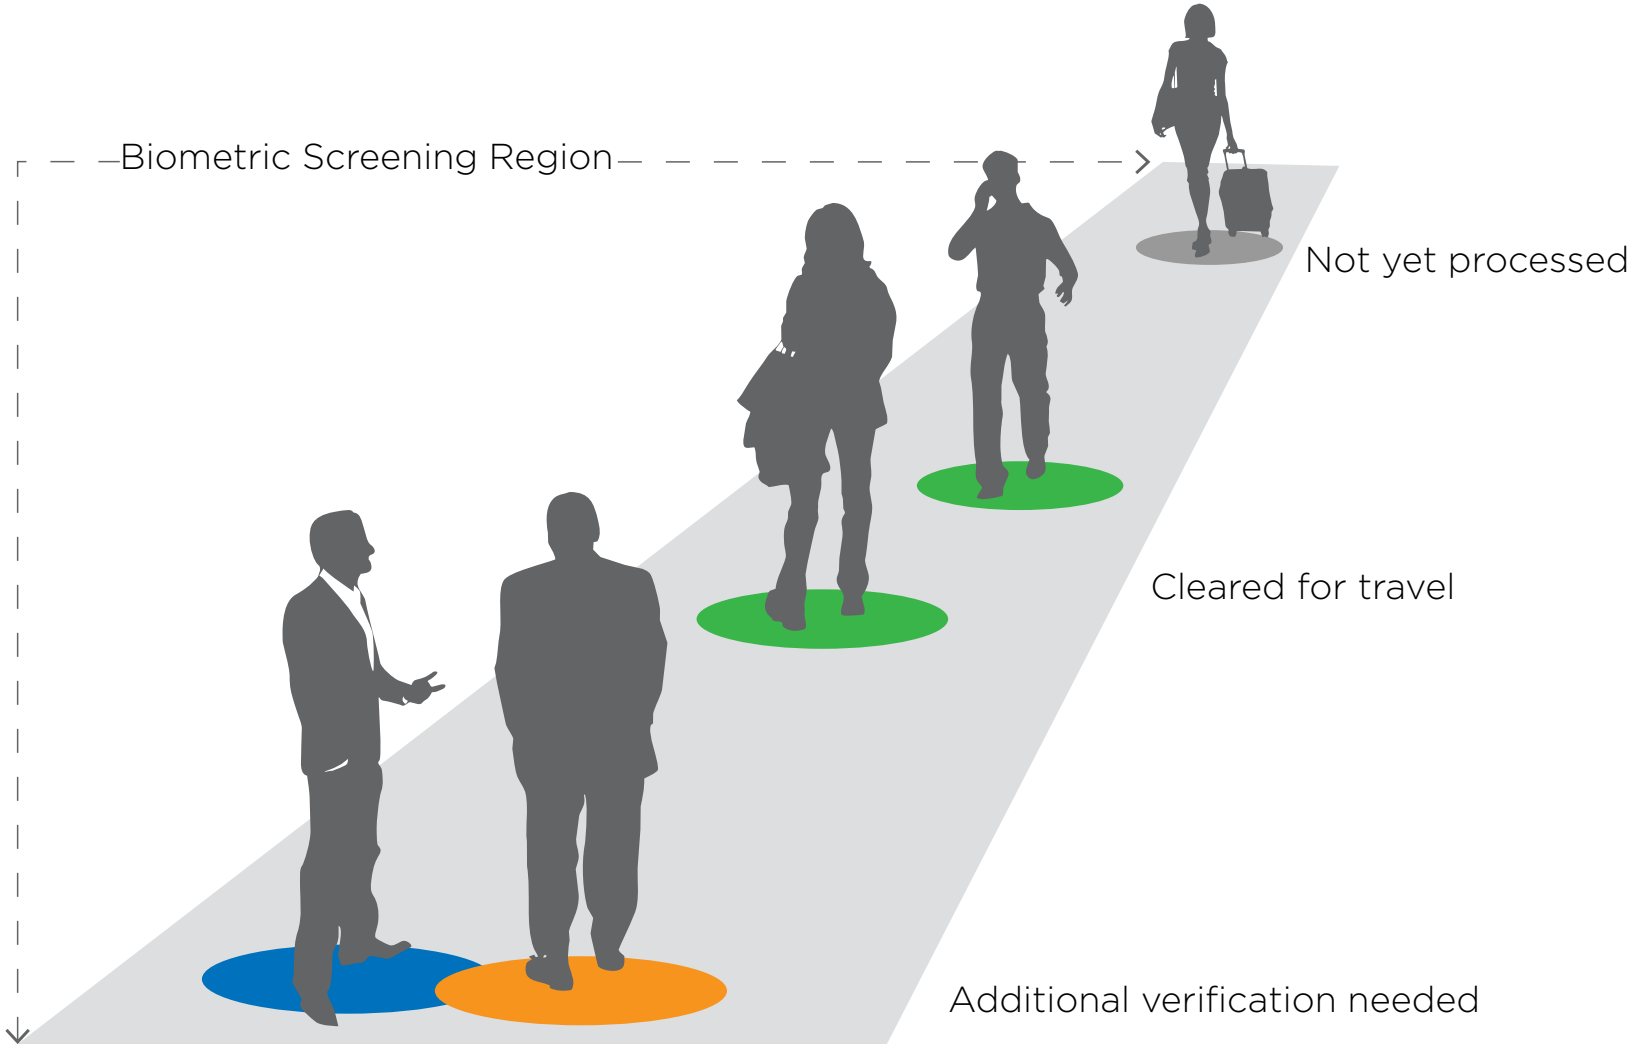 Biometric Screening Region
Not yet processed
Cleared for travel
Additional verification needed